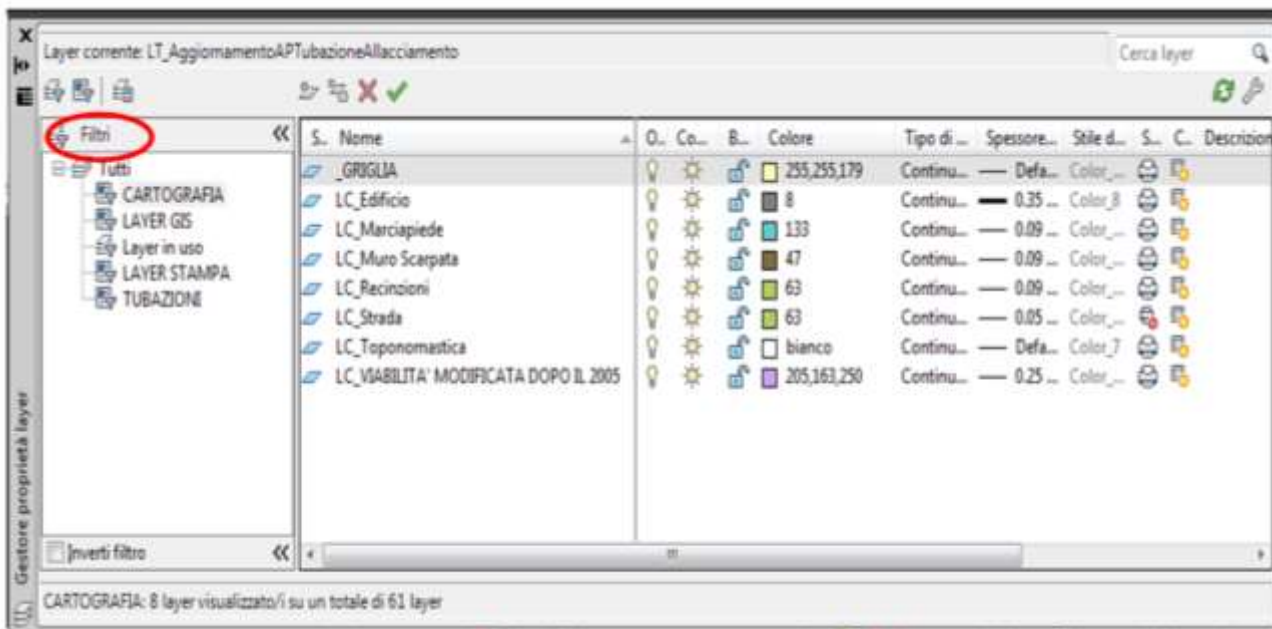 Layer corrente: LT_AggiornamentoAPTubazioneAllacciamento
Cerca layer
Filtri
S.. Nome O.. Co... B... Colore Tipo di ... Spessore... Stile d... S... C.. Descrizion
Tutti
CARTOGRAFIA
LAYER GIS
Layer in uso
LAYER STAMPA
TUBAZIONI
_GRIGLIA 255,255,179 Continu... Defa... Color_...
LC_Edificio 8 Continu... 0.35 ... Color_8
LC_Marciapiede 133 Continu... 0.09 ... Color_...
LC_Muro Scarpata 47 Continu... 0.09 ... Color_...
LC_Recinzioni 63 Continu... 0.09 ... Color_...
LC_Strada 63 Continu... 0.05 ... Color_...
LC_Toponomastica bianco Continu... Defa... Color_7
LC_VIABILITA' MODIFICATA DOPO IL 2005 205,163,250 Continu... 0.25 ... Color_...
Inverti filtro
Gestore proprietà layer
CARTOGRAFIA: 8 layer visualizzato/i su un totale di 61 layer